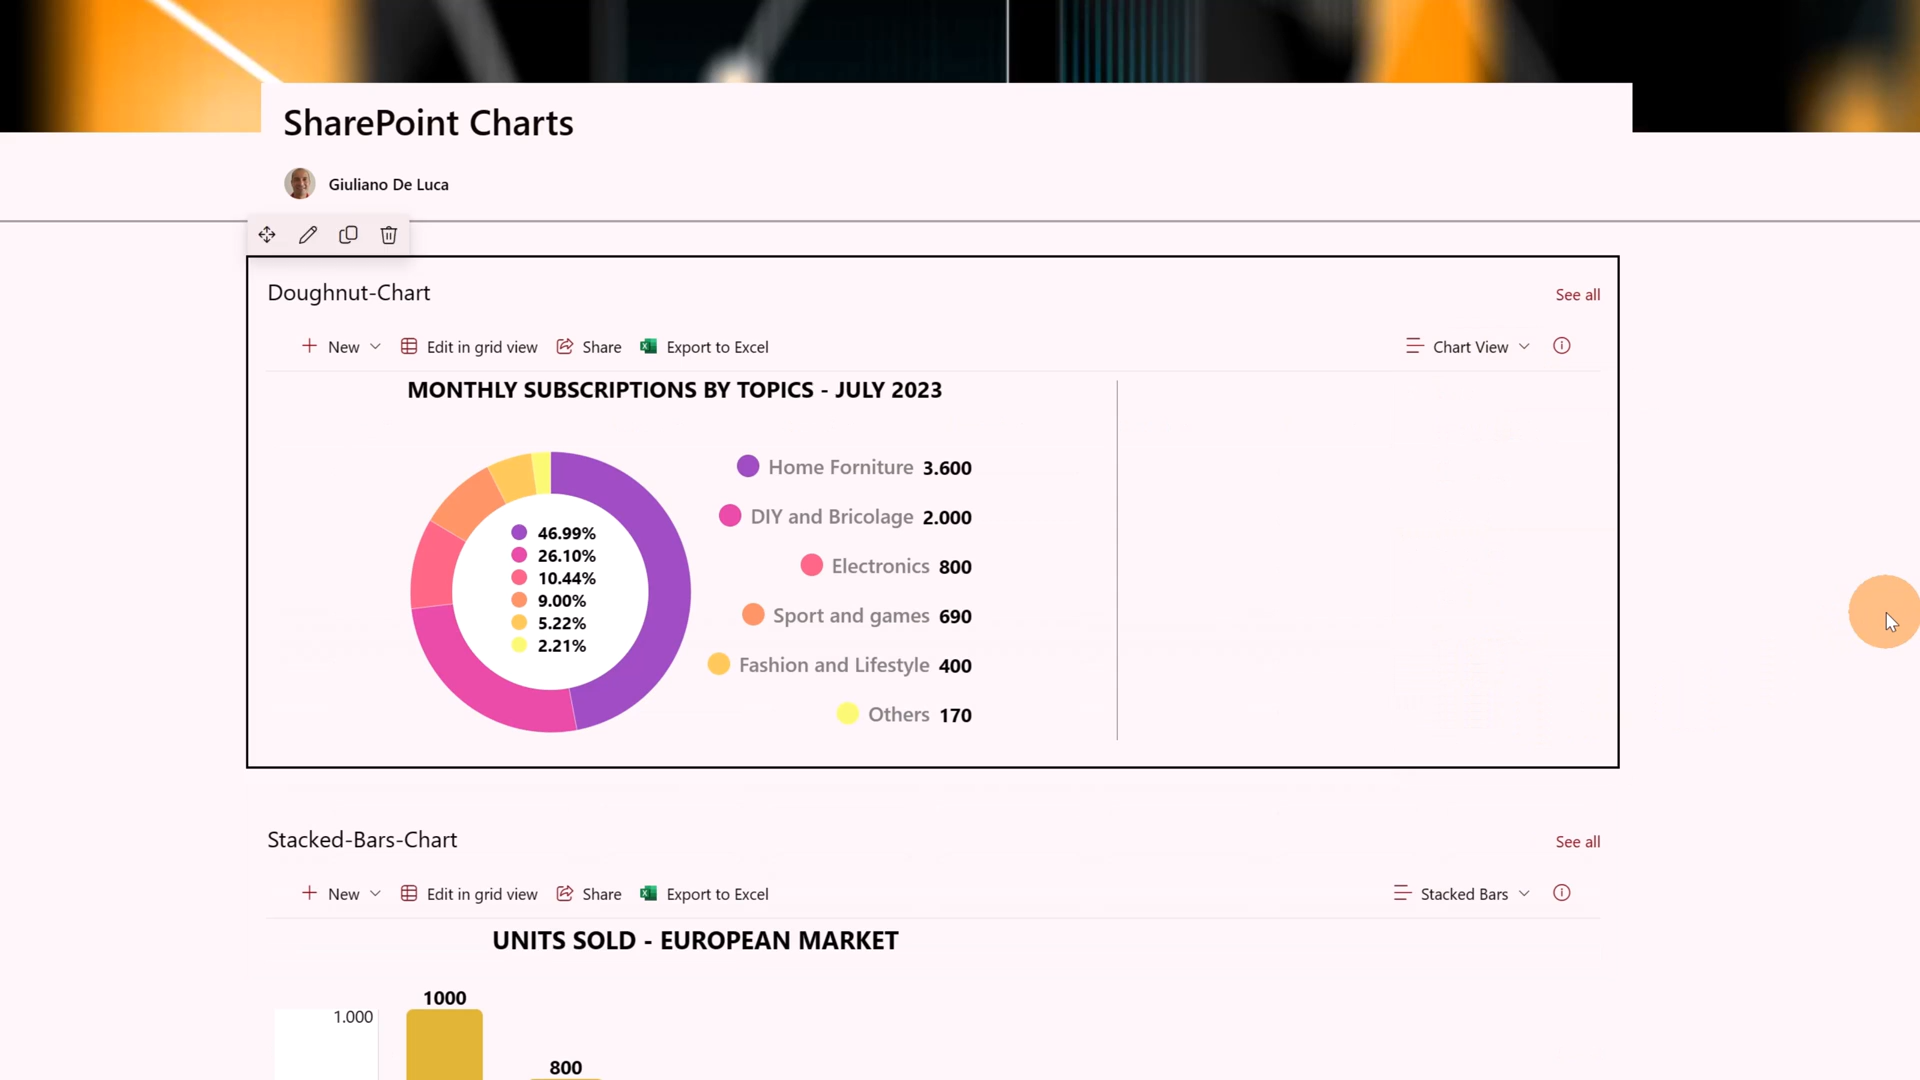 SharePoint Charts
Giuliano De Luca
Doughnut-Chart
See all
New
Edit in grid view
Share
Export to Excel
Chart View
MONTHLY SUBSCRIPTIONS BY TOPICS - JULY 2023
46.99%
26.10%
10.44%
9.00%
5.22%
2.21%
Home Forniture 3.600
DIY and Bricolage 2.000
Electronics 800
Sport and games 690
Fashion and Lifestyle 400
Others 170
Stacked-Bars-Chart
See all
New
Edit in grid view
Share
Export to Excel
Stacked Bars
UNITS SOLD - EUROPEAN MARKET
1000
1.000
800